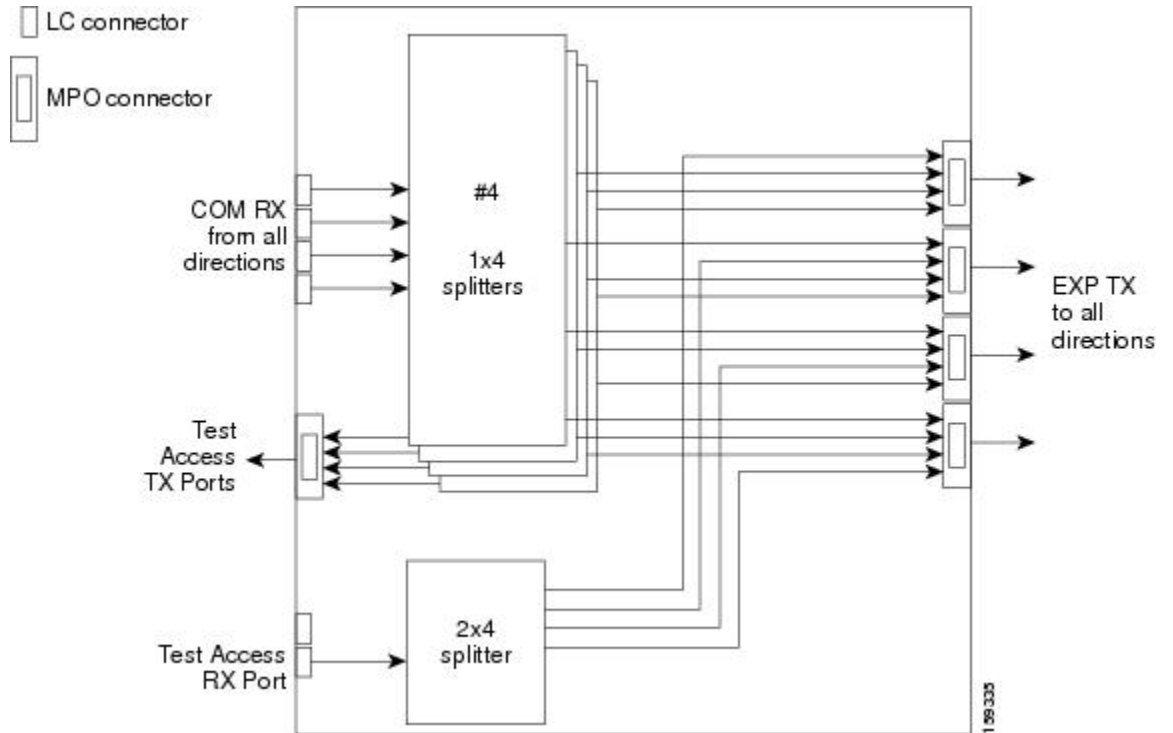 LC connector
MPO connector
COM RX
from all
directions
#4
1x4
splitters
EXP TX
to all
directions
Test
Access
TX Ports
2x4
splitter
Test Access
RX Port
159335